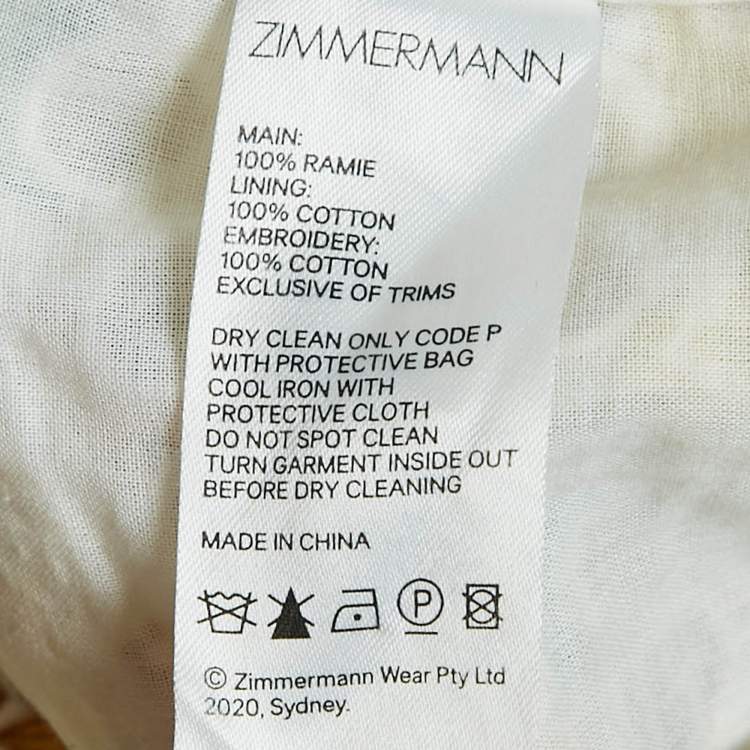 ZIMMERMANN
MAIN:
100% RAMIE
LINING:
100% COTTON
EMBROIDERY:
100% COTTON
EXCLUSIVE OF TRIMS
DRY CLEAN ONLY CODE P
WITH PROTECTIVE BAG
COOL IRON WITH
PROTECTIVE CLOTH
DO NOT SPOT CLEAN
TURN GARMENT INSIDE OUT
BEFORE DRY CLEANING
MADE IN CHINA
P
© Zimmermann Wear Pty Ltd
2020, Sydney.